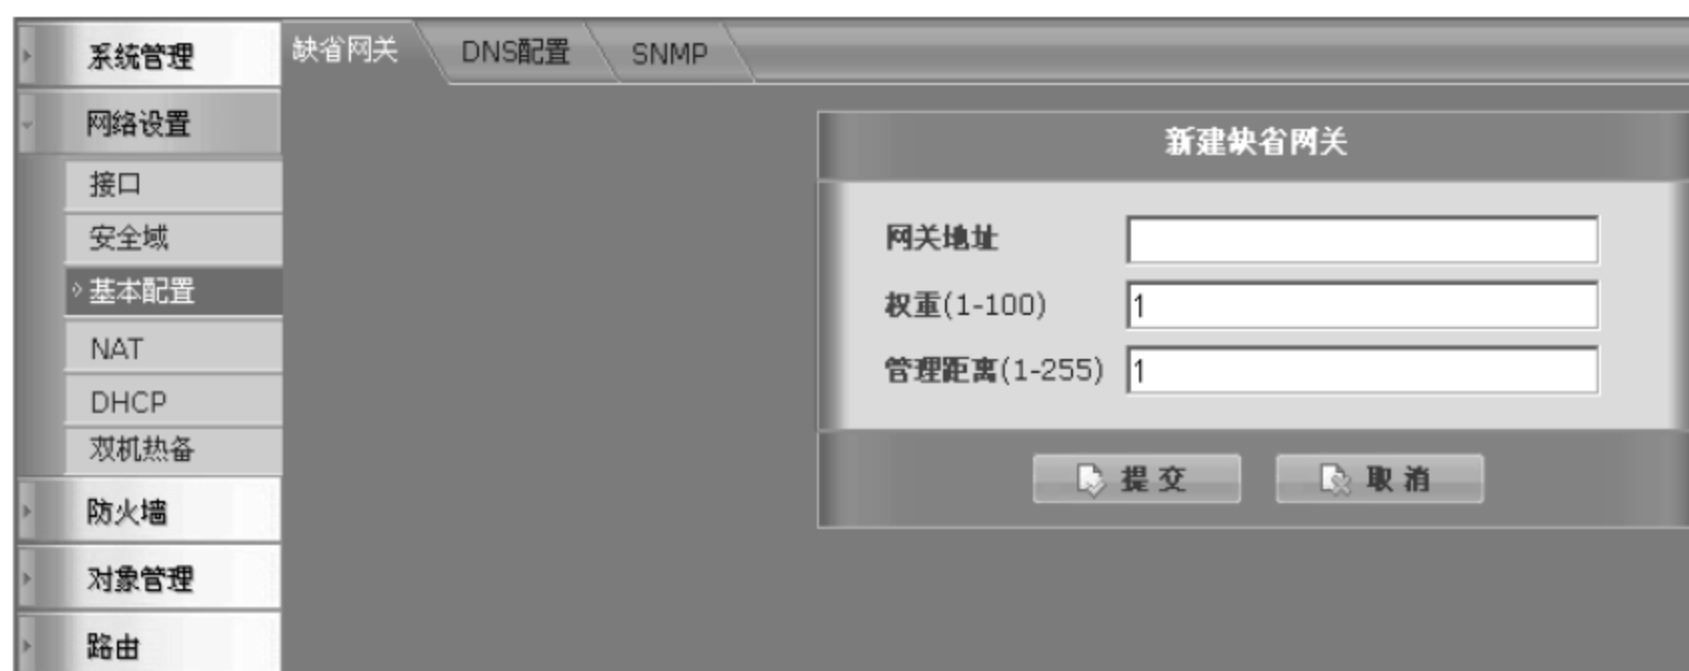 系统管理
网络设置
接口
安全域
基本配置
NAT
DHCP
双机热备
防火墙
对象管理
路由
缺省网关 DNS配置 SNMP
新建缺省网关
网关地址
权重(1-100) 1
管理距离(1-255) 1
提交 取消